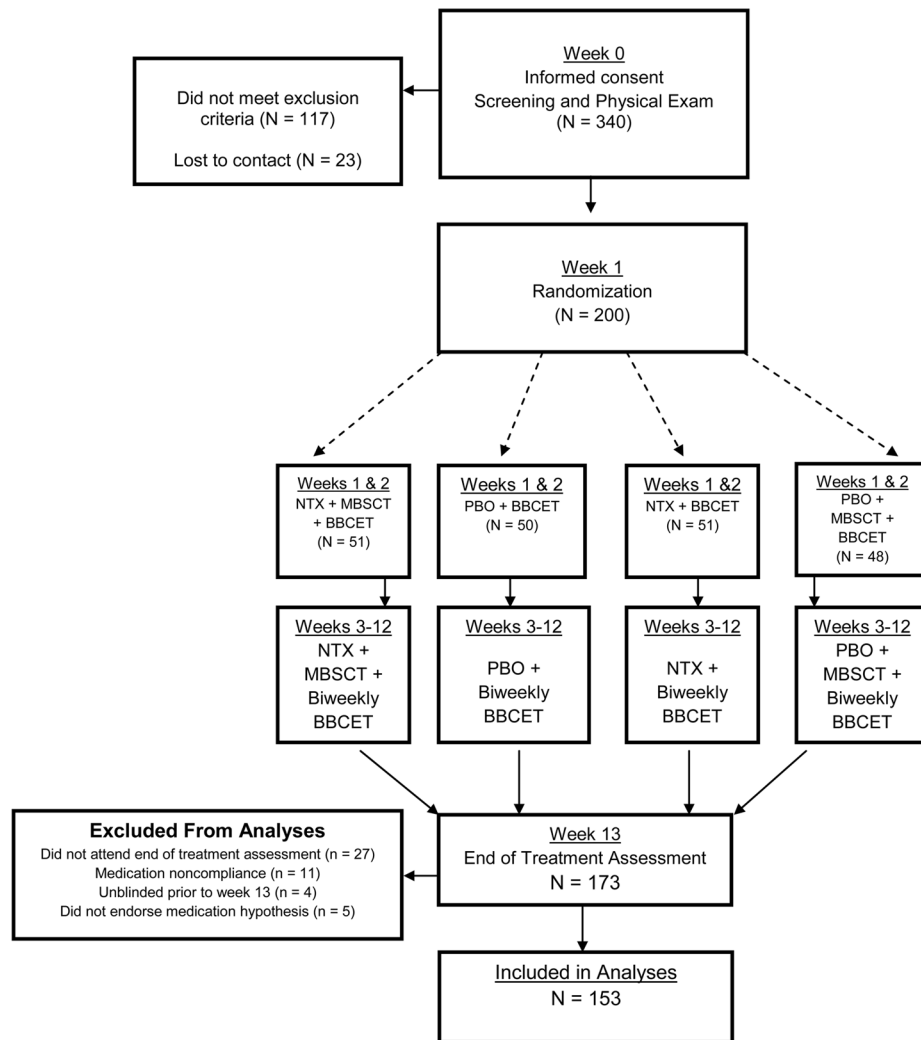 Week 0
Informed consent
Screening and Physical Exam
(N = 340)
Did not meet exclusion
criteria (N = 117)
Lost to contact (N = 23)
Week 1
Randomization
(N = 200)
Weeks 1 & 2
NTX + MBSCT
+ BBCET
(N = 51)
Weeks 1 & 2
PBO + BBCET
(N = 50)
Weeks 1 &2
NTX + BBCET
(N = 51)
Weeks 1 & 2
PBO +
MBSCT +
BBCET
(N = 48)
Weeks 3-12
NTX +
MBSCT +
Biweekly
BBCET
Weeks 3-12
PBO +
Biweekly
BBCET
Weeks 3-12
NTX +
Biweekly
BBCET
Weeks 3-12
PBO +
MBSCT +
Biweekly
BBCET
Excluded From Analyses
Did not attend end of treatment assessment (n = 27)
Medication noncompliance (n = 11)
Unblinded prior to week 13 (n = 4)
Did not endorse medication hypothesis (n = 5)
Week 13
End of Treatment Assessment
N = 173
Included in Analyses
N = 153